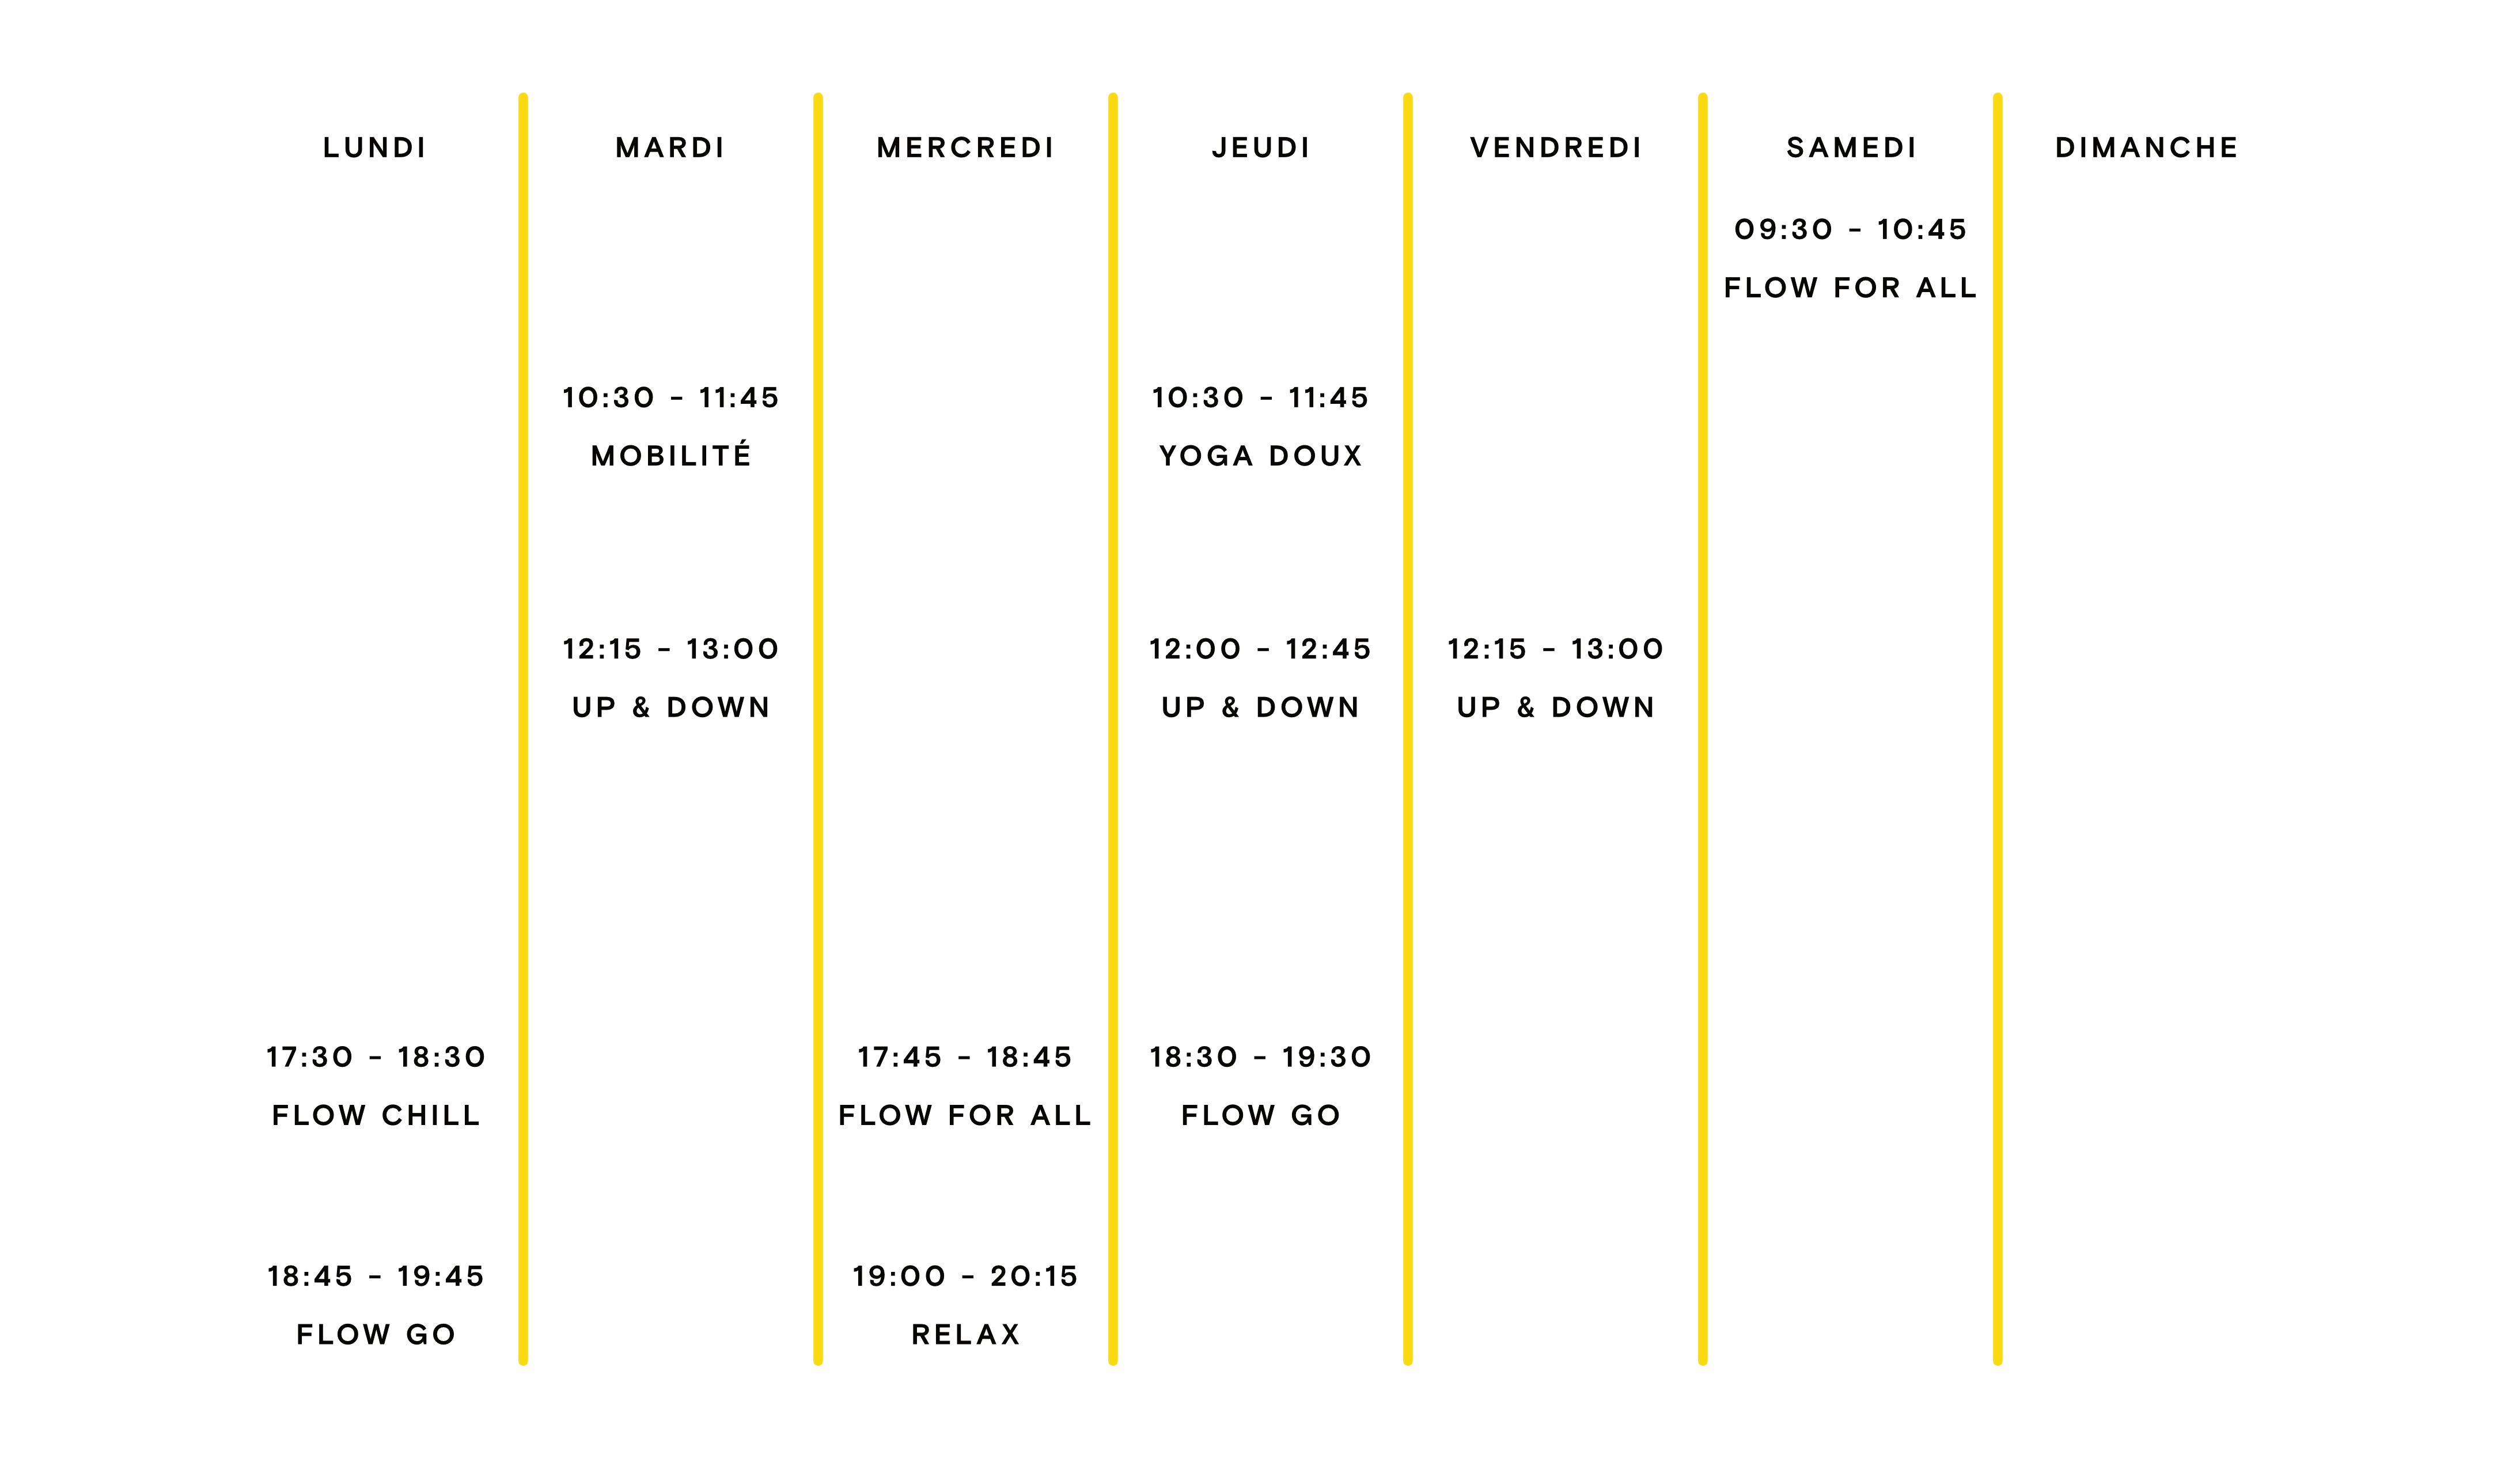 LUNDI
17:30 - 18:30
FLOW CHILL
18:45 - 19:45
FLOW GO
MARDI
10:30 - 11:45
MOBILITÉ
12:15 - 13:00
UP & DOWN
MERCREDI
17:45 - 18:45
FLOW FOR ALL
19:00 - 20:15
RELAX
JEUDI
10:30 - 11:45
YOGA DOUX
12:00 - 12:45
UP & DOWN
18:30 - 19:30
FLOW GO
VENDREDI
12:15 - 13:00
UP & DOWN
SAMEDI
09:30 - 10:45
FLOW FOR ALL
DIMANCHE